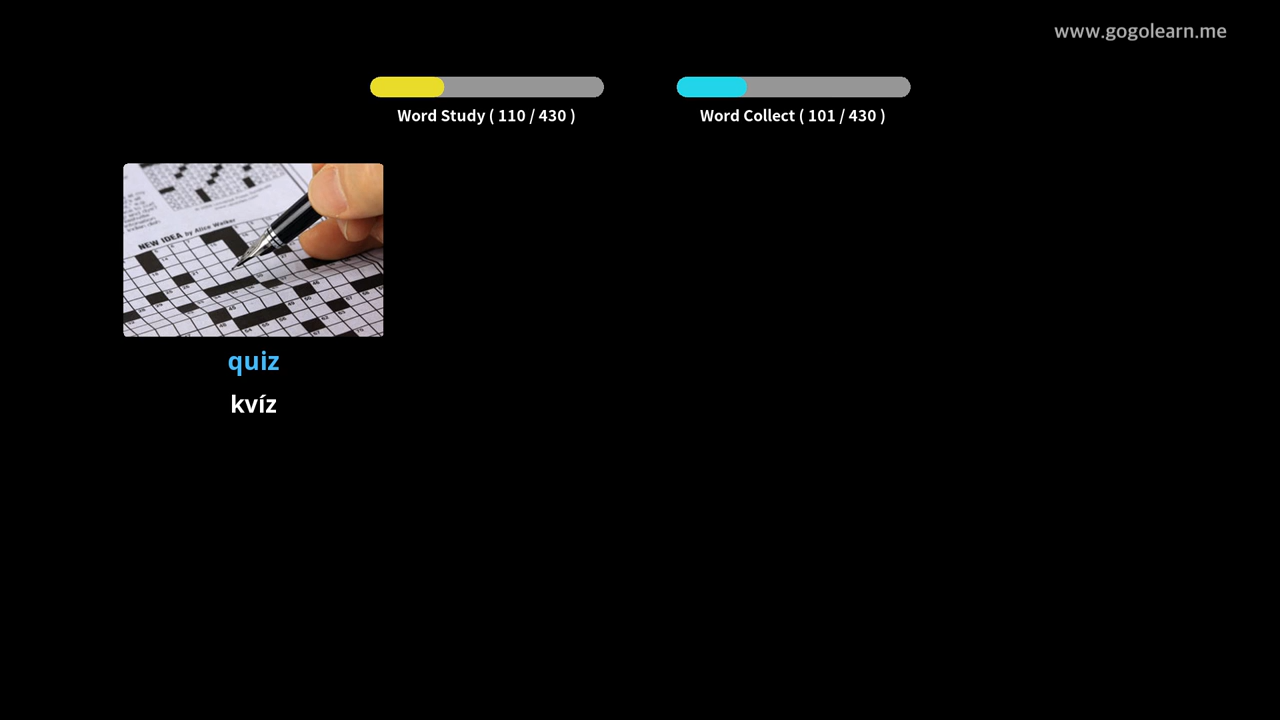 www.gogolearn.me
Word Study ( 110 / 430 )
Word Collect ( 101 / 430 )
NEW IDEA by Alice Walker
quiz
kvíz